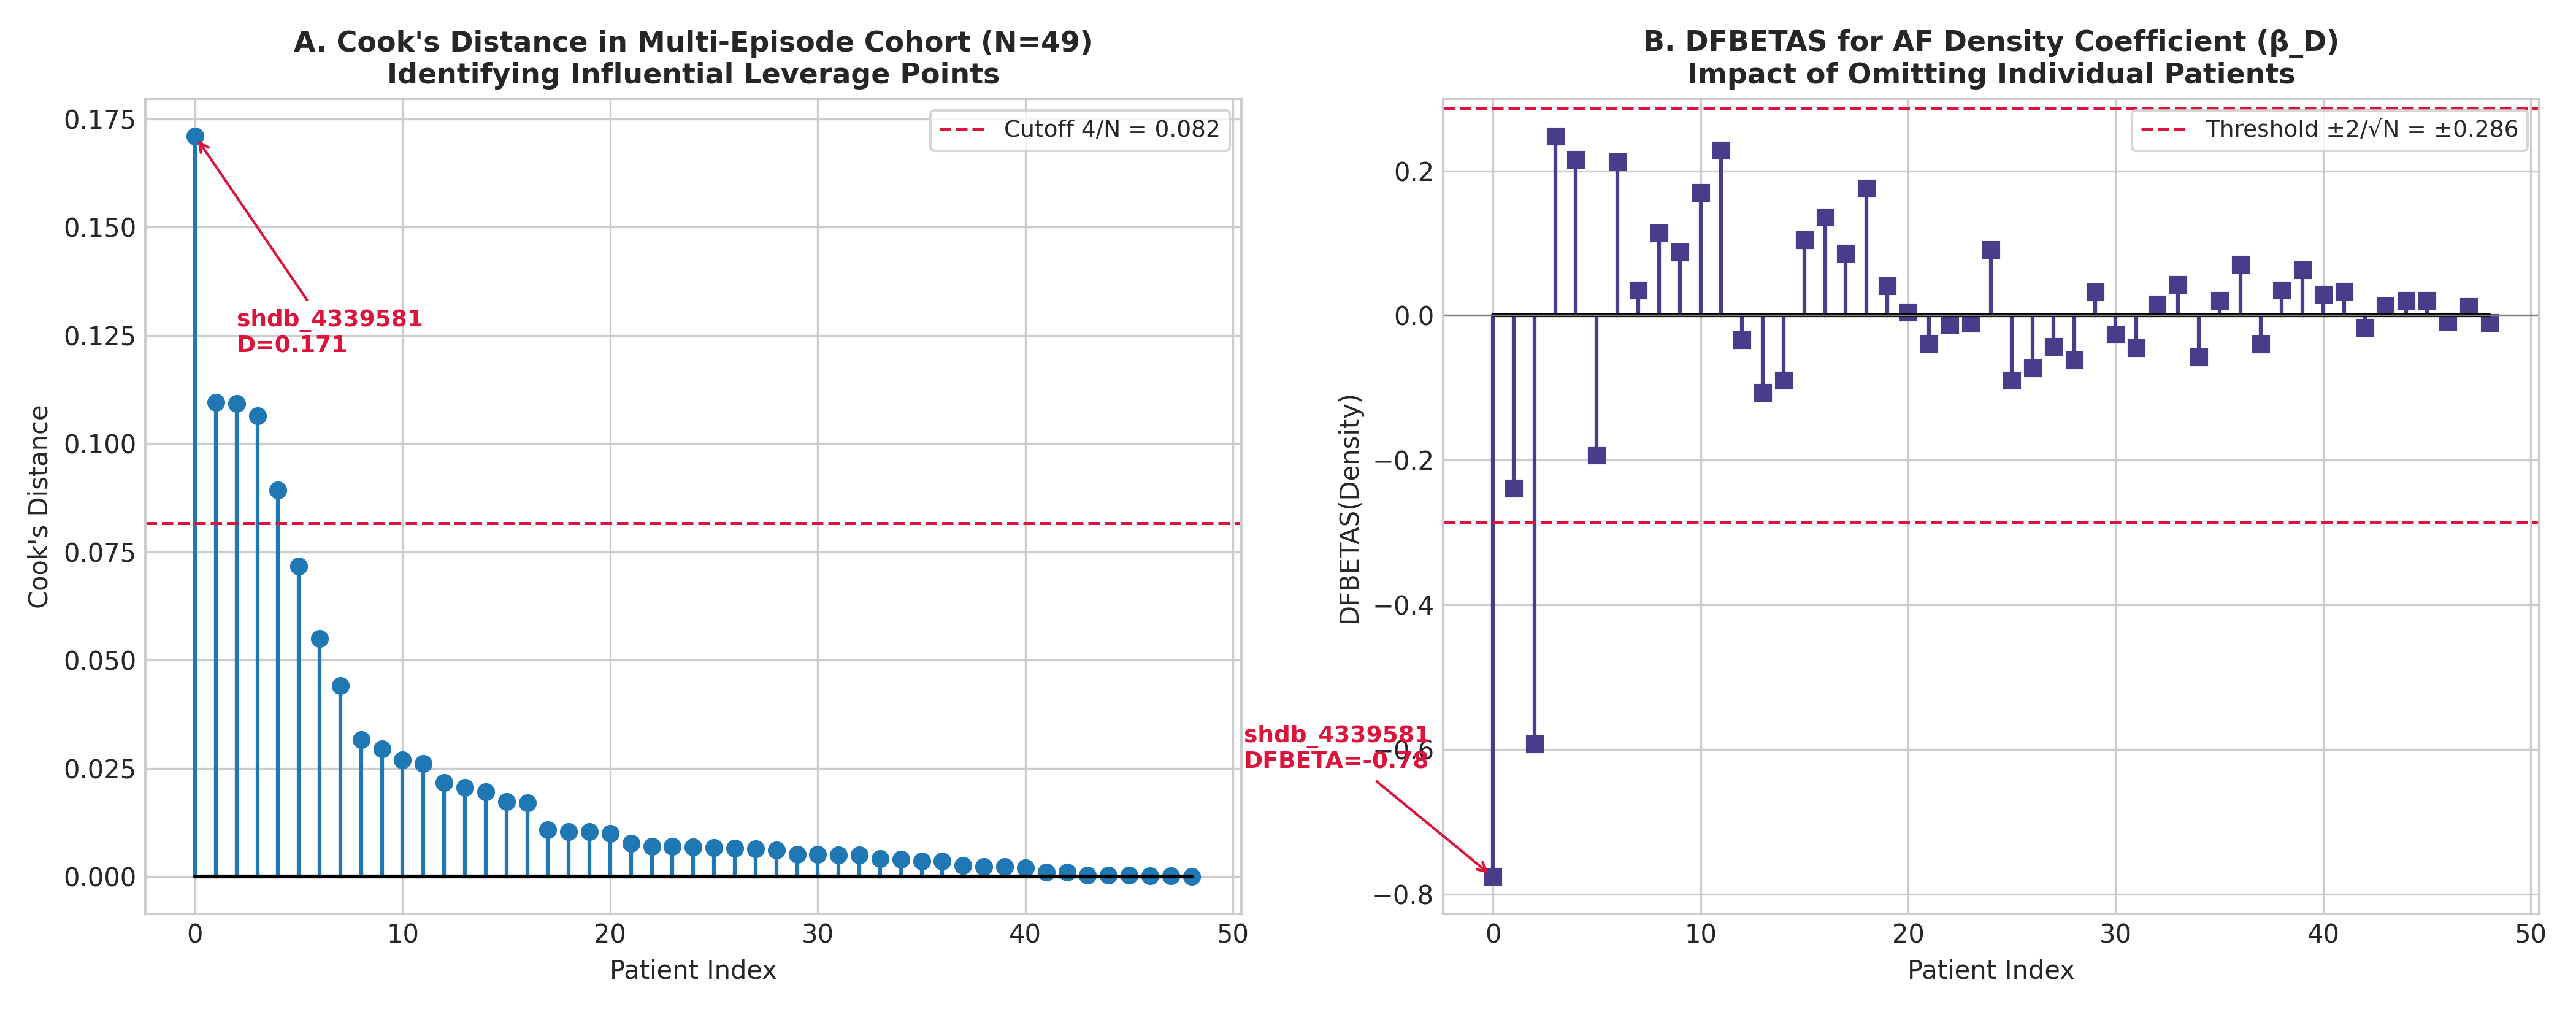 A. Cook's Distance in Multi-Episode Cohort (N=49)
Identifying Influential Leverage Points
Cutoff 4/N = 0.082
shdb_4339581
D=0.171
Cook's Distance
0.175
0.150
0.125
0.100
0.075
0.050
0.025
0.000
0
10
20
30
40
50
Patient Index
B. DFBETAS for AF Density Coefficient (β_D)
Impact of Omitting Individual Patients
Threshold ±2/√N = ±0.286
shdb_4339581
DFBETA=-0.78
DFBETAS(Density)
0.2
0.0
−0.2
−0.4
−0.6
−0.8
0
10
20
30
40
50
Patient Index